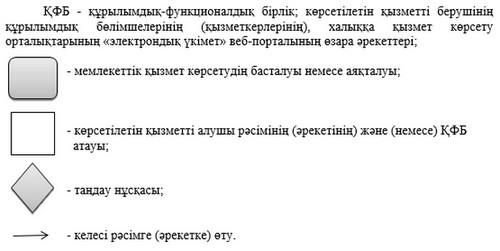 ҚФБ - құрылымдық-функционалдық бірлік; көрсетілетін қызметті берушінің
құрылымдық бөлімшелерінің (қызметкерлерінің), халыққа қызмет көрсету
орталықтарының «электрондық үкімет» веб-порталының өзара әрекеттері;
- мемлекеттік қызмет көрсетудің басталуы немесе аяқталуы;
- көрсетілетін қызметті алушы рәсімінің (әрекетінің) және (немесе) ҚФБ
атауы;
- таңдау нұсқасы;
- келесі рәсімге (әрекетке) өту.